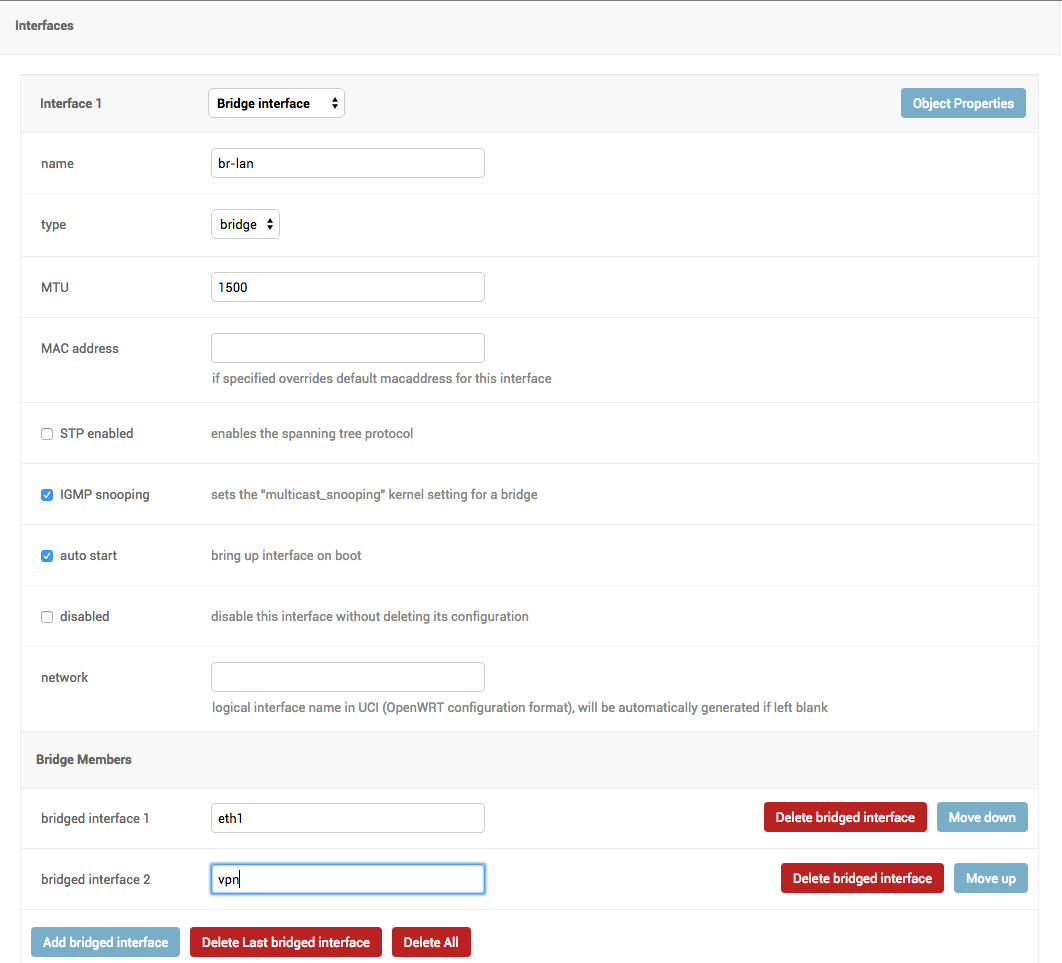 Interfaces
Interface 1 Bridge interface Object Properties
name br-lan
type bridge
MTU 1500
MAC address
if specified overrides default macaddress for this interface
STP enabled enables the spanning tree protocol
IGMP snooping sets the "multicast_snooping" kernel setting for a bridge
auto start bring up interface on boot
disabled disable this interface without deleting its configuration
network
logical interface name in UCI (OpenWRT configuration format), will be automatically generated if left blank
Bridge Members
bridged interface 1 eth1 Delete bridged interface Move down
bridged interface 2 vpn Delete bridged interface Move up
Add bridged interface Delete Last bridged interface Delete All